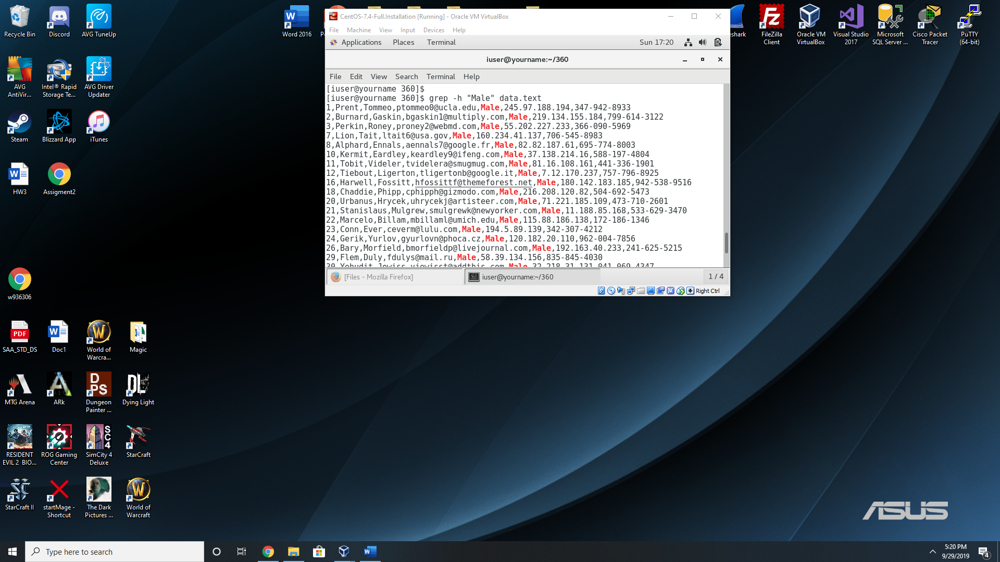 Recycle Bin
Discord
AVG TuneUp
AVG AntiVir...
Intel® Rapid Storage Te...
AVG Driver Updater
Steam
Blizzard App
iTunes
HW3
Assigment2
w936306
SAA_STD_DS
Doc1
World of Warcra...
Magic
MTG Arena
ARk
Dungeon Painter ...
Dying Light
RESIDENT EVIL 2 BIO...
ROG Gaming Center
SimCity 4 Deluxe
StarCraft
StarCraft II
startMage - Shortcut
The Dark Pictures ...
World of Warcraft
Word 2016
FileZilla Client
Oracle VM VirtualBox
Visual Studio 2017
Microsoft SQL Server ...
Cisco Packet Tracer
PuTTY (64-bit)
CentOS-7.4-Full.Installation [Running] - Oracle VM VirtualBox
File Machine View Input Devices Help
Applications Places Terminal Sun 17:20
iuser@yourname:~/360
File Edit View Search Terminal Help
[iuser@yourname 360]$
[iuser@yourname 360]$ grep -h "Male" data.text
1,Prent,Tommeo,ptommeo0@ucla.edu,Male,245.97.188.194,347-942-8933
2,Burnard,Gaskin,bgaskin1@multiply.com,Male,219.134.155.184,799-614-3122
3,Perkin,Roney,proney2@webmd.com,Male,55.202.227.233,366-090-5969
7,Lion,Tait,ltait6@usa.gov,Male,160.234.41.137,706-545-8983
8,Alphard,Ennals,aennals7@google.fr,Male,82.82.187.61,695-774-8003
10,Kermit,Eardley,keardley9@ifeng.com,Male,37.138.214.16,588-197-4804
11,Tobit,Videler,tvidelera@smugmug.com,Male,81.16.108.161,441-336-1901
12,Tiebout,Ligerton,tligertonb@google.it,Male,7.12.170.237,757-796-8925
16,Harwell,Fossitt,hfossittf@themeforest.net,Male,180.142.183.185,942-538-9516
18,Chaddie,Phipp,cphipph@gizmodo.com,Male,216.208.120.82,504-692-5473
20,Urbanus,Hrycek,uhrycekj@artisteer.com,Male,71.221.185.109,473-710-2601
21,Stanislaus,Mulgrew,smulgrewk@newyorker.com,Male,11.188.85.168,533-629-3470
22,Marcelo,Billam,mbillaml@umich.edu,Male,115.88.186.138,172-186-1346
23,Conn,Ever,ceverm@lulu.com,Male,194.5.89.139,342-307-4212
24,Gerik,Yurlov,gyurlovn@phoca.cz,Male,120.182.20.110,962-004-7856
26,Bary,Morfield,bmorfieldp@livejournal.com,Male,192.163.40.233,241-625-5215
29,Flem,Duly,fdulys@mail.ru,Male,58.39.134.156,835-845-4030
[Files - Mozilla Firefox] iuser@yourname:~/360 1 / 4
Right Ctrl
ASUS
Type here to search
5:20 PM
9/29/2019
4